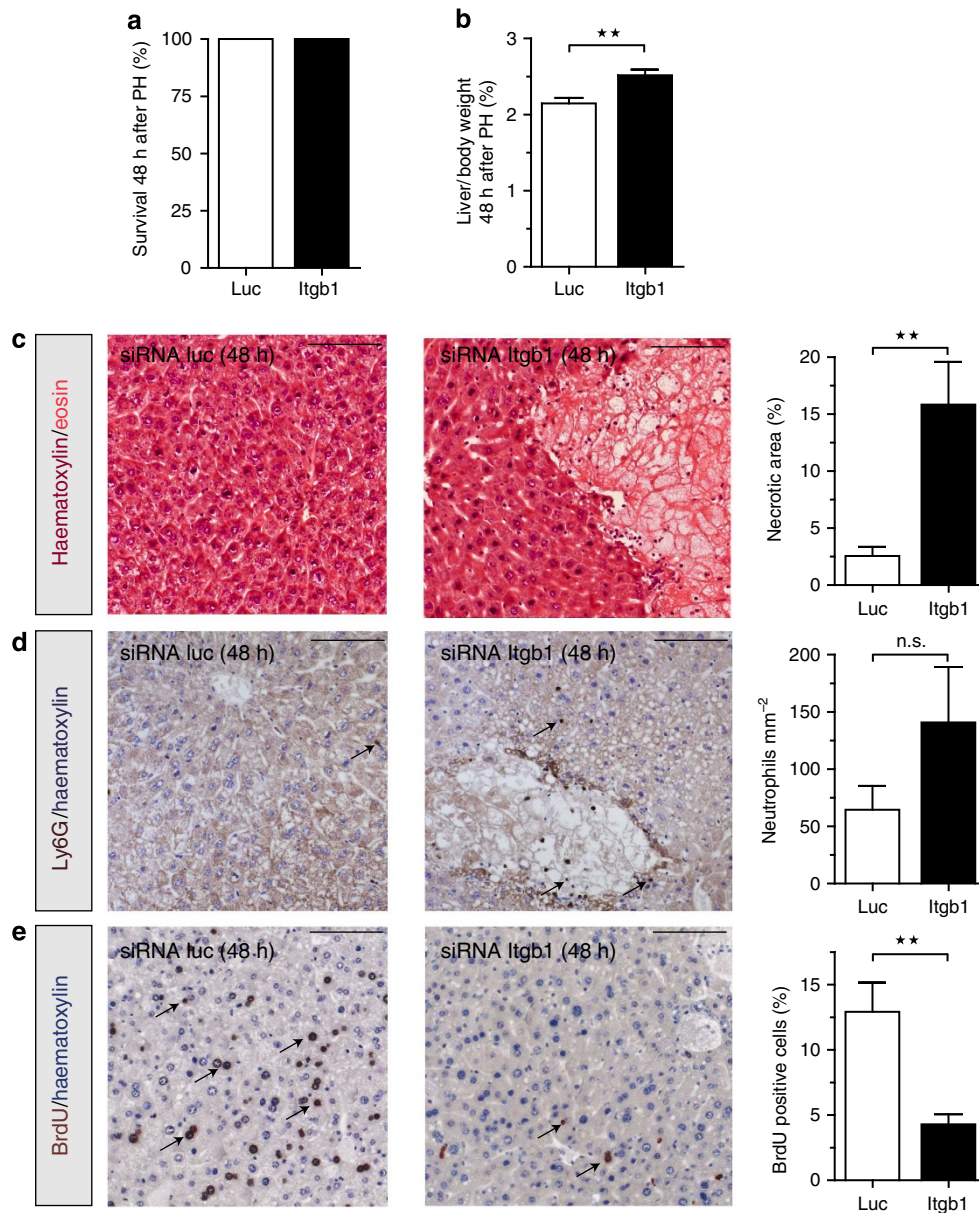 a
Survival 48 h after PH (%)
100
75
50
25
0
Luc
Itgb1
b
Liver/body weight
48 h after PH (%)
3
2
1
0
★★
Luc
Itgb1
c
Haematoxylin/eosin
siRNA luc (48 h)
siRNA Itgb1 (48 h)
Necrotic area (%)
20
15
10
5
0
★★
Luc
Itgb1
d
Ly6G/haematoxylin
siRNA luc (48 h)
siRNA Itgb1 (48 h)
Neutrophils mm⁻²
200
150
100
50
0
n.s.
Luc
Itgb1
e
BrdU/haematoxylin
siRNA luc (48 h)
siRNA Itgb1 (48 h)
BrdU positive cells (%)
15
10
5
0
★★
Luc
Itgb1